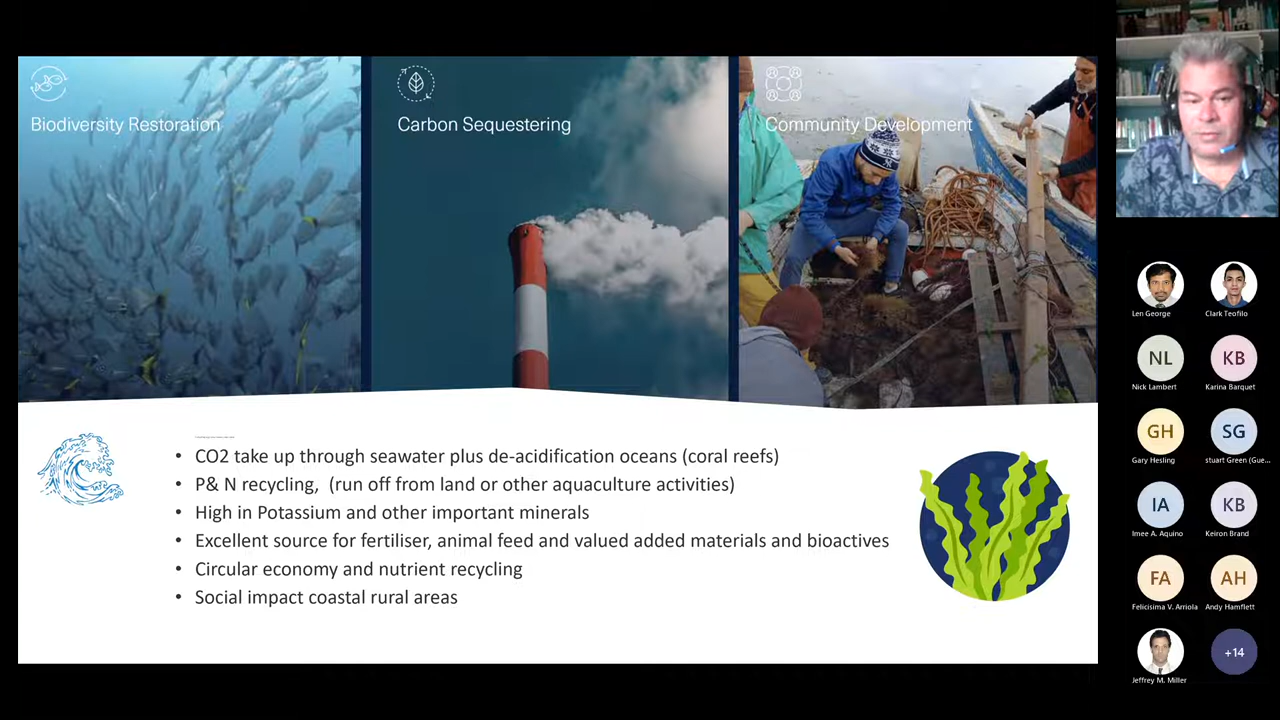 Biodiversity Restoration
Carbon Sequestering
Community Development
• CO2 take up through seawater plus de-acidification oceans (coral reefs)
• P& N recycling,  (run off from land or other aquaculture activities)
• High in Potassium and other important minerals
• Excellent source for fertiliser, animal feed and valued added materials and bioactives
• Circular economy and nutrient recycling
• Social impact coastal rural areas
Len George
Clark Teofilo
NL
KB
Nick Lambert
Karina Barquet
GH
SG
Gary Hesling
stuart Green (Gue...
IA
KB
Imee A. Aquino
Keiron Brand
FA
AH
Felicisima V. Arriola
Andy Hamflett
+14
Jeffrey M. Miller